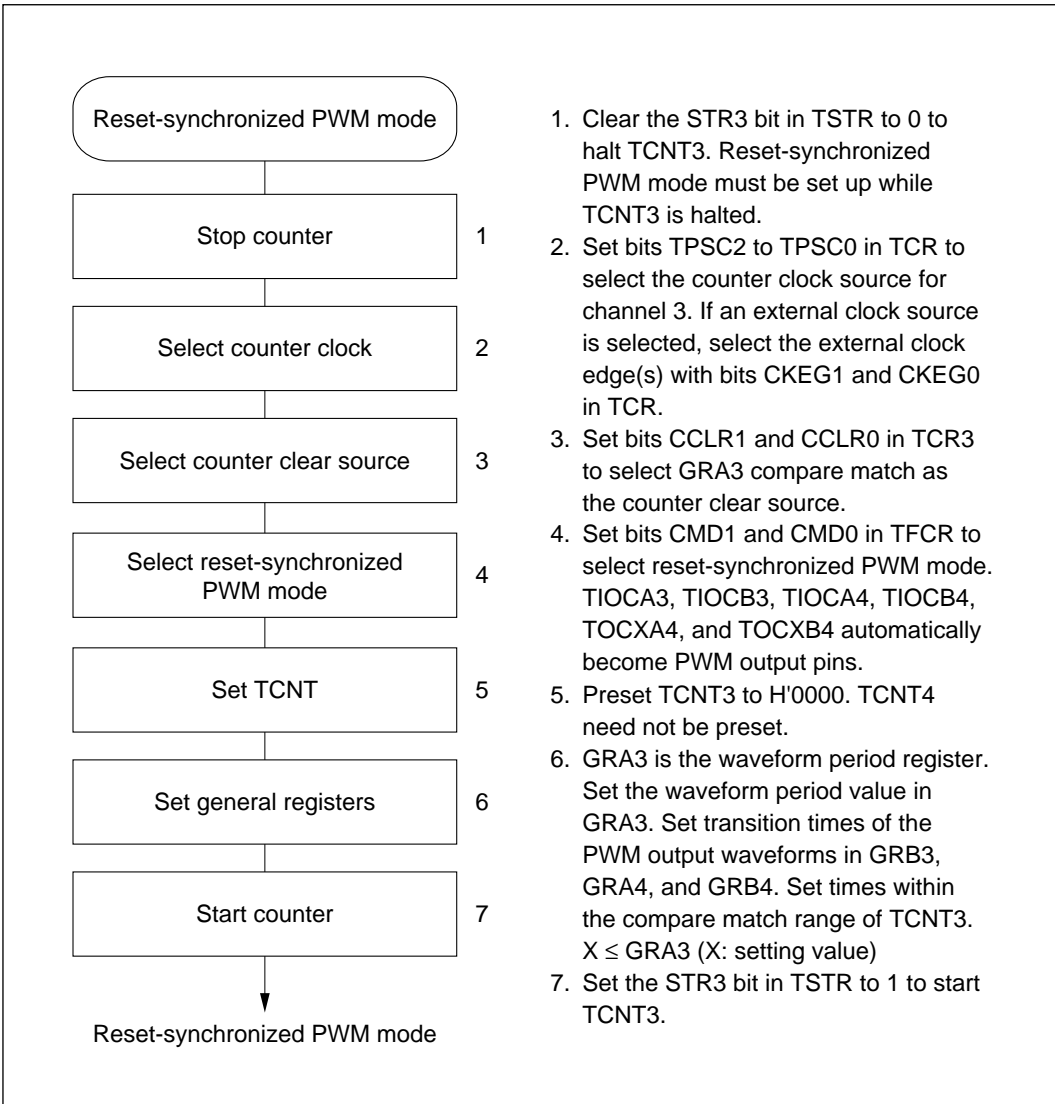 Reset-synchronized PWM mode
Stop counter
1
Select counter clock
2
Select counter clear source
3
Select reset-synchronized
PWM mode
4
Set TCNT
5
Set general registers
6
Start counter
7
Reset-synchronized PWM mode
1. Clear the STR3 bit in TSTR to 0 to
halt TCNT3. Reset-synchronized
PWM mode must be set up while
TCNT3 is halted.
2. Set bits TPSC2 to TPSC0 in TCR to
select the counter clock source for
channel 3. If an external clock source
is selected, select the external clock
edge(s) with bits CKEG1 and CKEG0
in TCR.
3. Set bits CCLR1 and CCLR0 in TCR3
to select GRA3 compare match as
the counter clear source.
4. Set bits CMD1 and CMD0 in TFCR to
select reset-synchronized PWM mode.
TIOCA3, TIOCB3, TIOCA4, TIOCB4,
TOCXA4, and TOCXB4 automatically
become PWM output pins.
5. Preset TCNT3 to H'0000. TCNT4
need not be preset.
6. GRA3 is the waveform period register.
Set the waveform period value in
GRA3. Set transition times of the
PWM output waveforms in GRB3,
GRA4, and GRB4. Set times within
the compare match range of TCNT3.
X ≤ GRA3 (X: setting value)
7. Set the STR3 bit in TSTR to 1 to start
TCNT3.